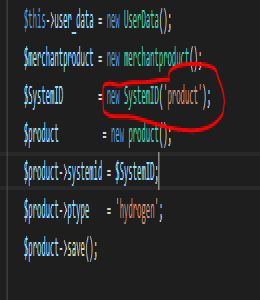 $this->user_data = new UserData();
$merchantproduct = new merchantproduct();
$SystemID = new SystemID('product');
$product = new product();
$product->systemid = $SystemID;
$product->ptype = 'hydrogen';
$product->save();